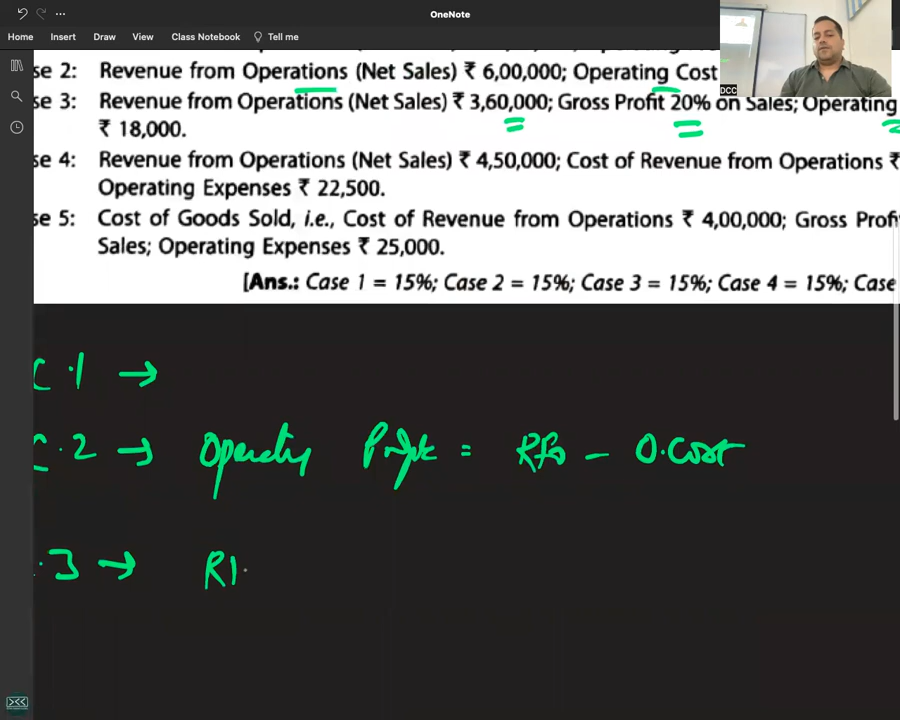 OneNote
Home Insert Draw View Class Notebook Tell me
DCC
se 2: Revenue from Operations (Net Sales) ₹ 6,00,000; Operating Cost
se 3: Revenue from Operations (Net Sales) ₹ 3,60,000; Gross Profit 20% on Sales; Operating
₹ 18,000.
se 4: Revenue from Operations (Net Sales) ₹ 4,50,000; Cost of Revenue from Operations ₹
Operating Expenses ₹ 22,500.
se 5: Cost of Goods Sold, i.e., Cost of Revenue from Operations ₹ 4,00,000; Gross Prof
Sales; Operating Expenses ₹ 25,000.
[Ans.: Case 1 = 15%; Case 2 = 15%; Case 3 = 15%; Case 4 = 15%; Case
C.1 →
C.2 → Operating Profit = RFO - O.Cost
.3 →